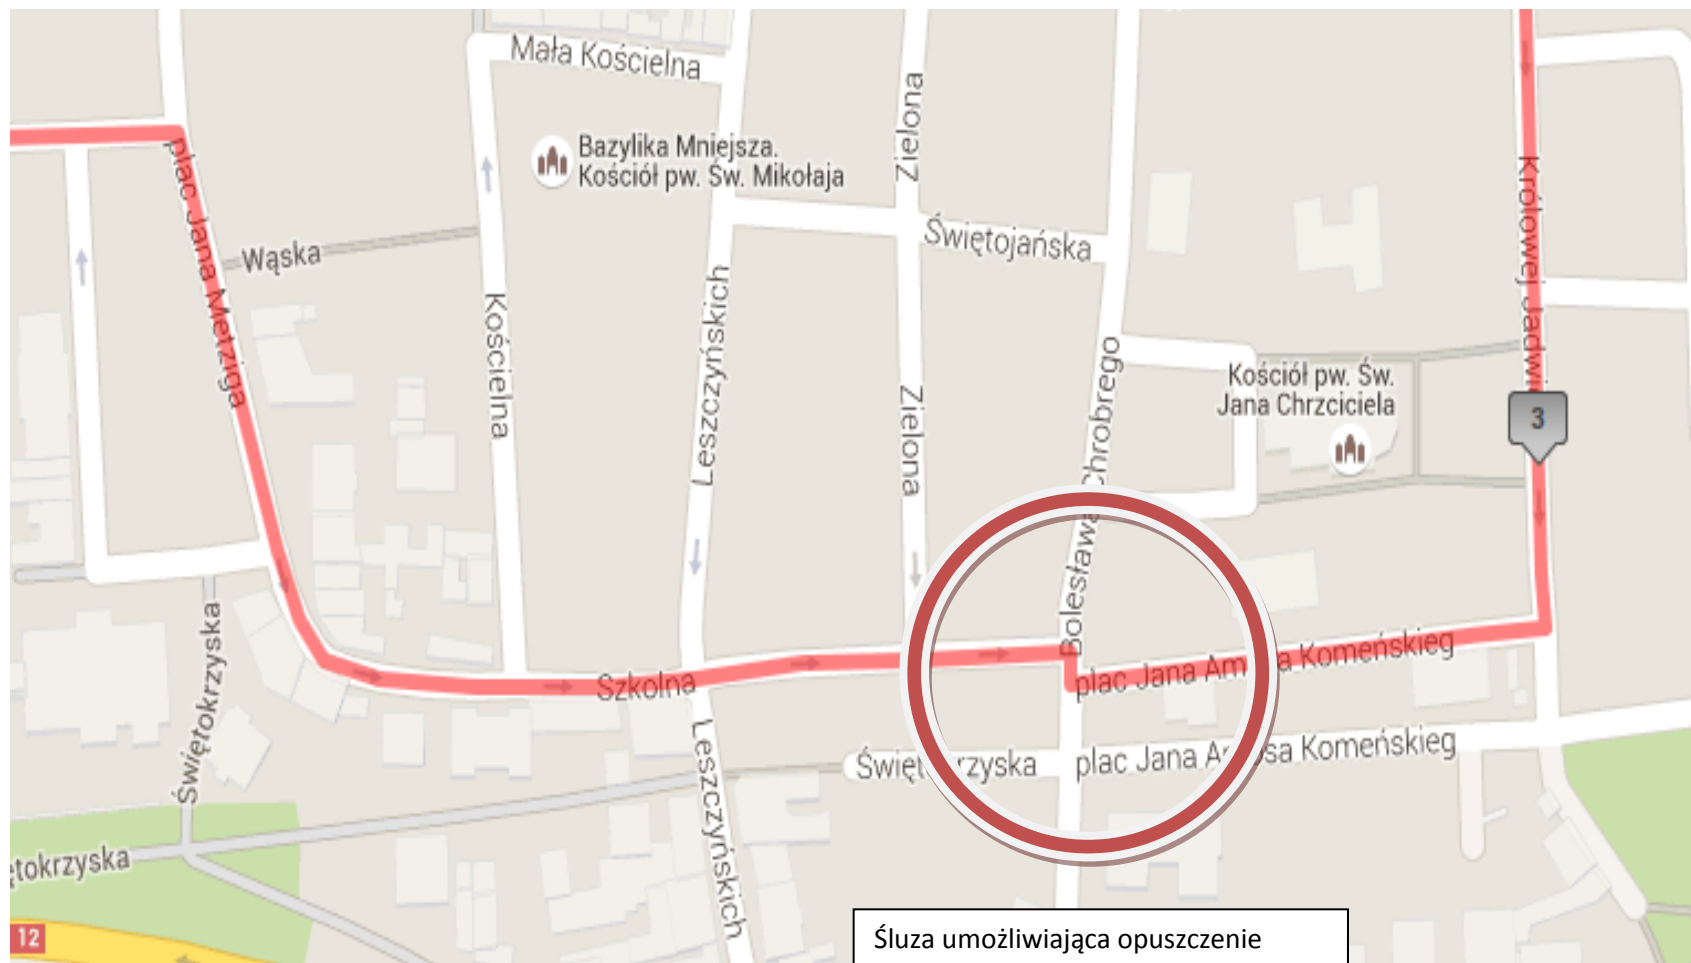 Mała Kościelna
Bazylika Mniejsza.
Kościół pw. Św. Mikołaja
Zielona
plac Jana Metziga
Wąska
Kościelna
Leszczyńskich
Świętojańska
Królowej Jadwi
Kościół pw. Św.
Jana Chrzciciela
3
Zielona
Bolesława Chrobrego
Szkolna
plac Jana Am a Komeńskieg
Świętokrzyska
Święt rzyska
plac Jana A sa Komeńskieg
Leszczyńskich
ętokrzyska
12
Śluza umożliwiająca opuszczenie